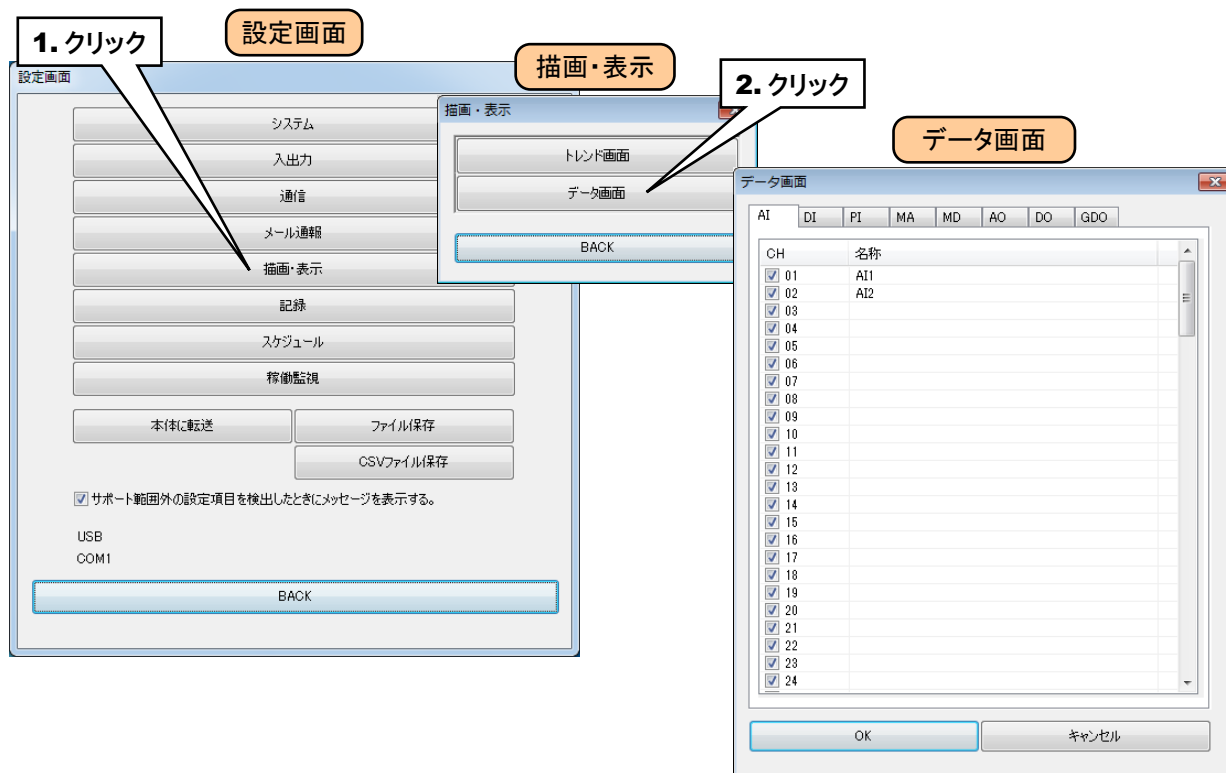 1. クリック
設定画面
設定画面
システム
入出力
通信
メール通報
描画・表示
記録
スケジュール
稼働監視
本体に転送
ファイル保存
CSVファイル保存
サポート範囲外の設定項目を検出したときにメッセージを表示する。
USB
COM1
BACK
描画・表示
2. クリック
描画・表示
トレンド画面
データ画面
BACK
データ画面
データ画面
AI DI PI MA MD AO DO GDO
CH 名称
01 AI1
02 AI2
03
04
05
06
07
08
09
10
11
12
13
14
15
16
17
18
19
20
21
22
23
24
OK キャンセル